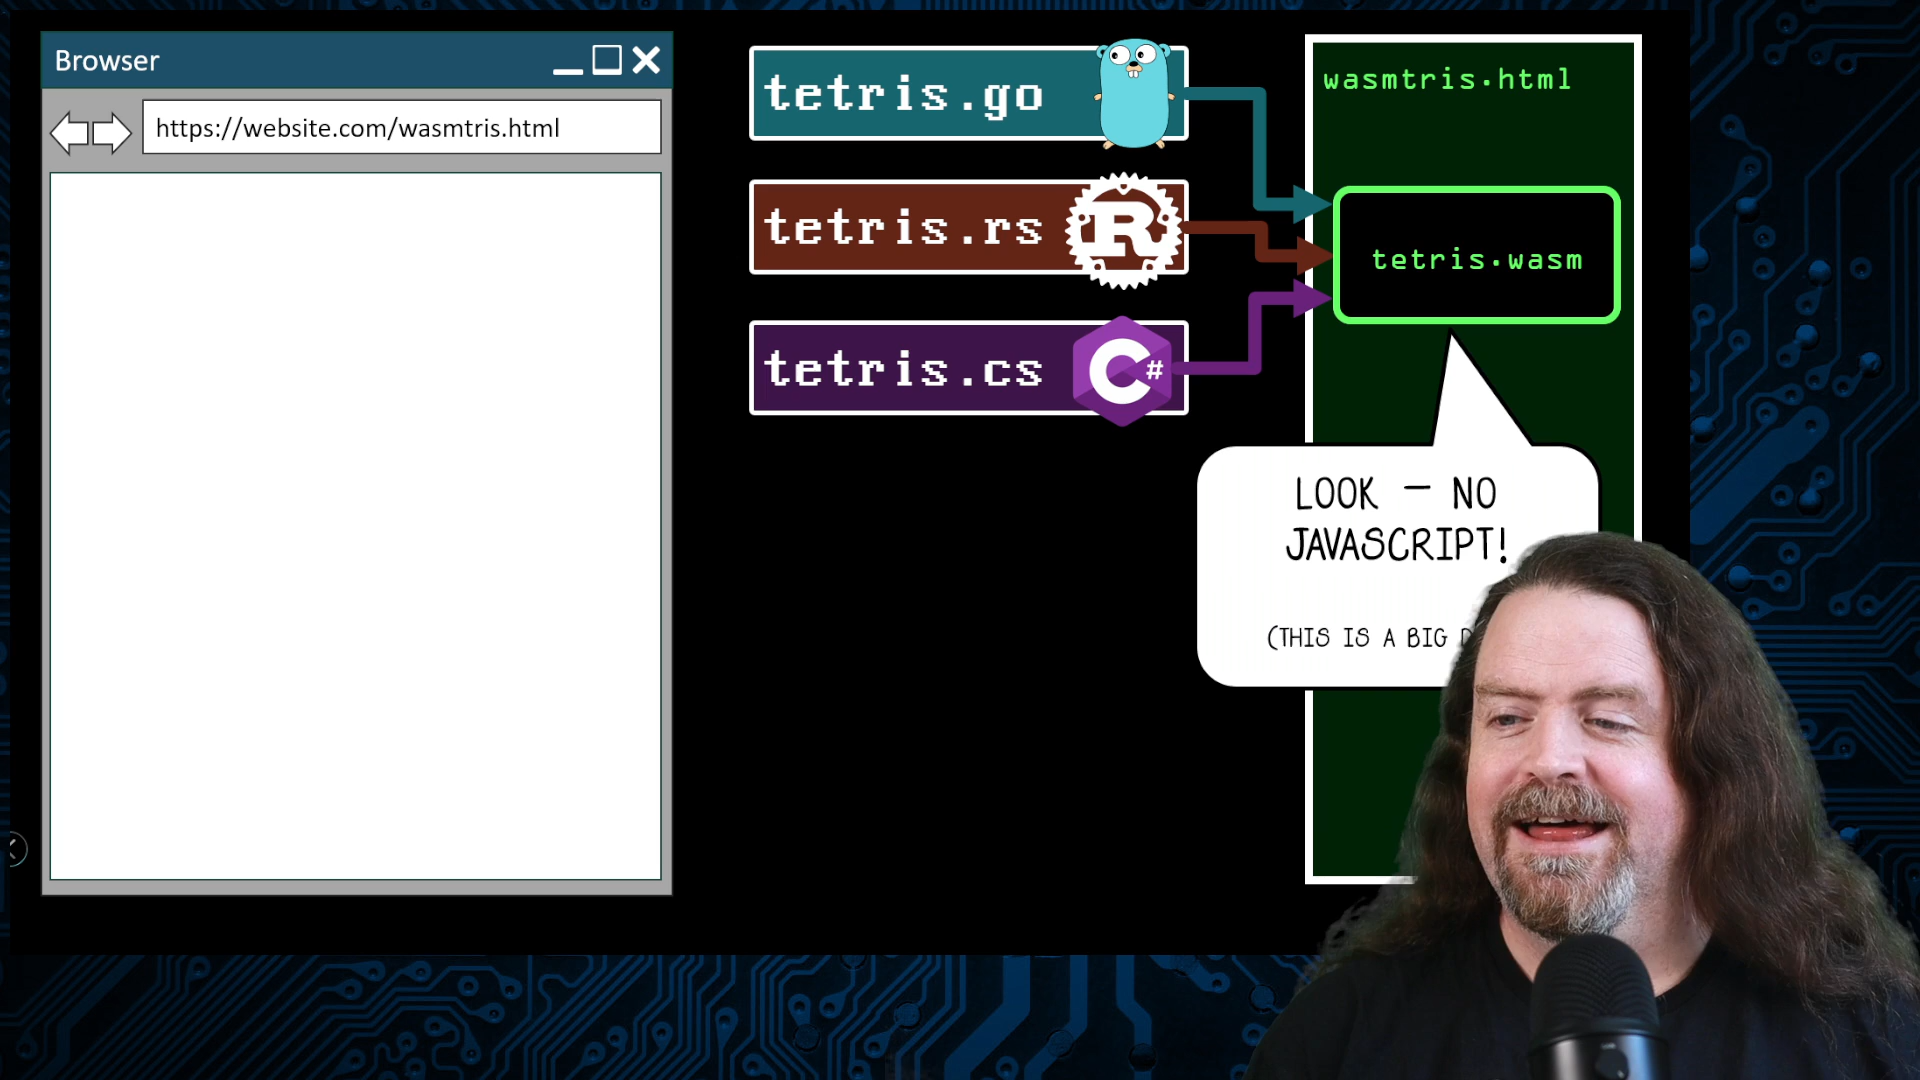 Browser
https://website.com/wasmtris.html
tetris.go
tetris.rs
R
tetris.cs
C#
wasmtris.html
tetris.wasm
LOOK – NO
JAVASCRIPT!
(THIS IS A BIG